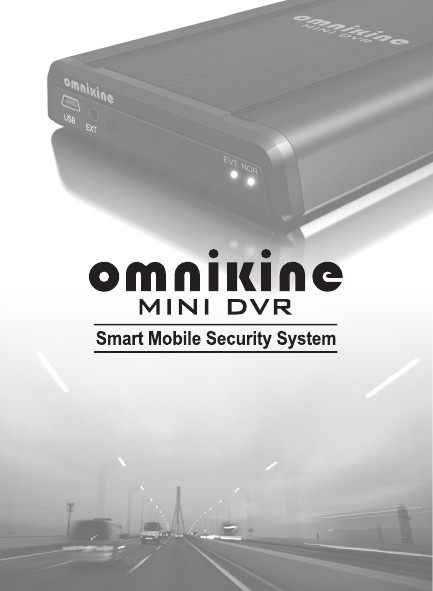 omnikine
MINI DVR
omnikine
USB
EXT
EVT NOR
omnikine
MINI DVR
Smart Mobile Security System